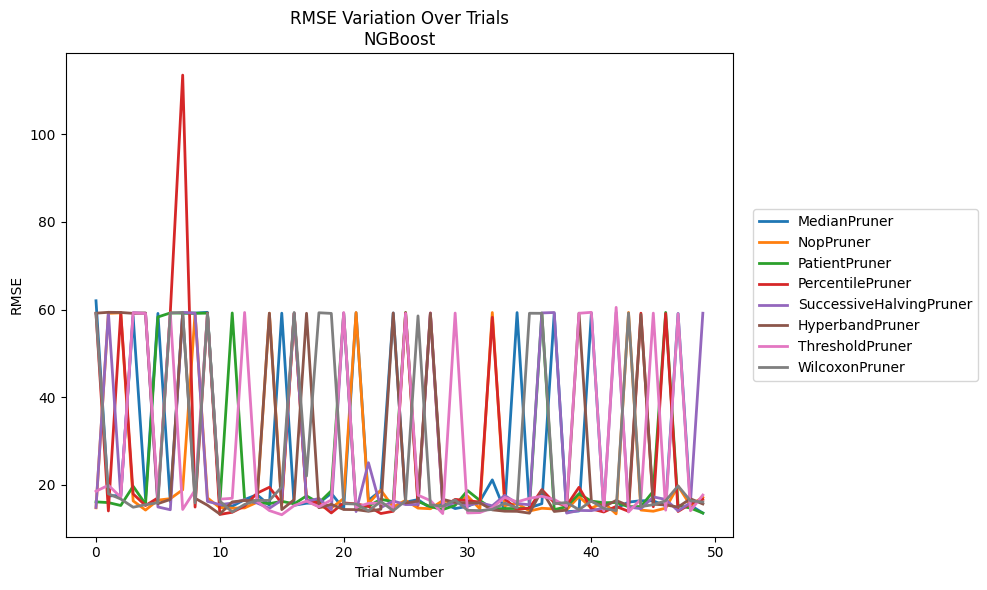 RMSE Variation Over Trials
NGBoost
RMSE
100
80
60
40
20
0
10
20
30
40
50
Trial Number
MedianPruner
NopPruner
PatientPruner
PercentilePruner
SuccessiveHalvingPruner
HyperbandPruner
ThresholdPruner
WilcoxonPruner